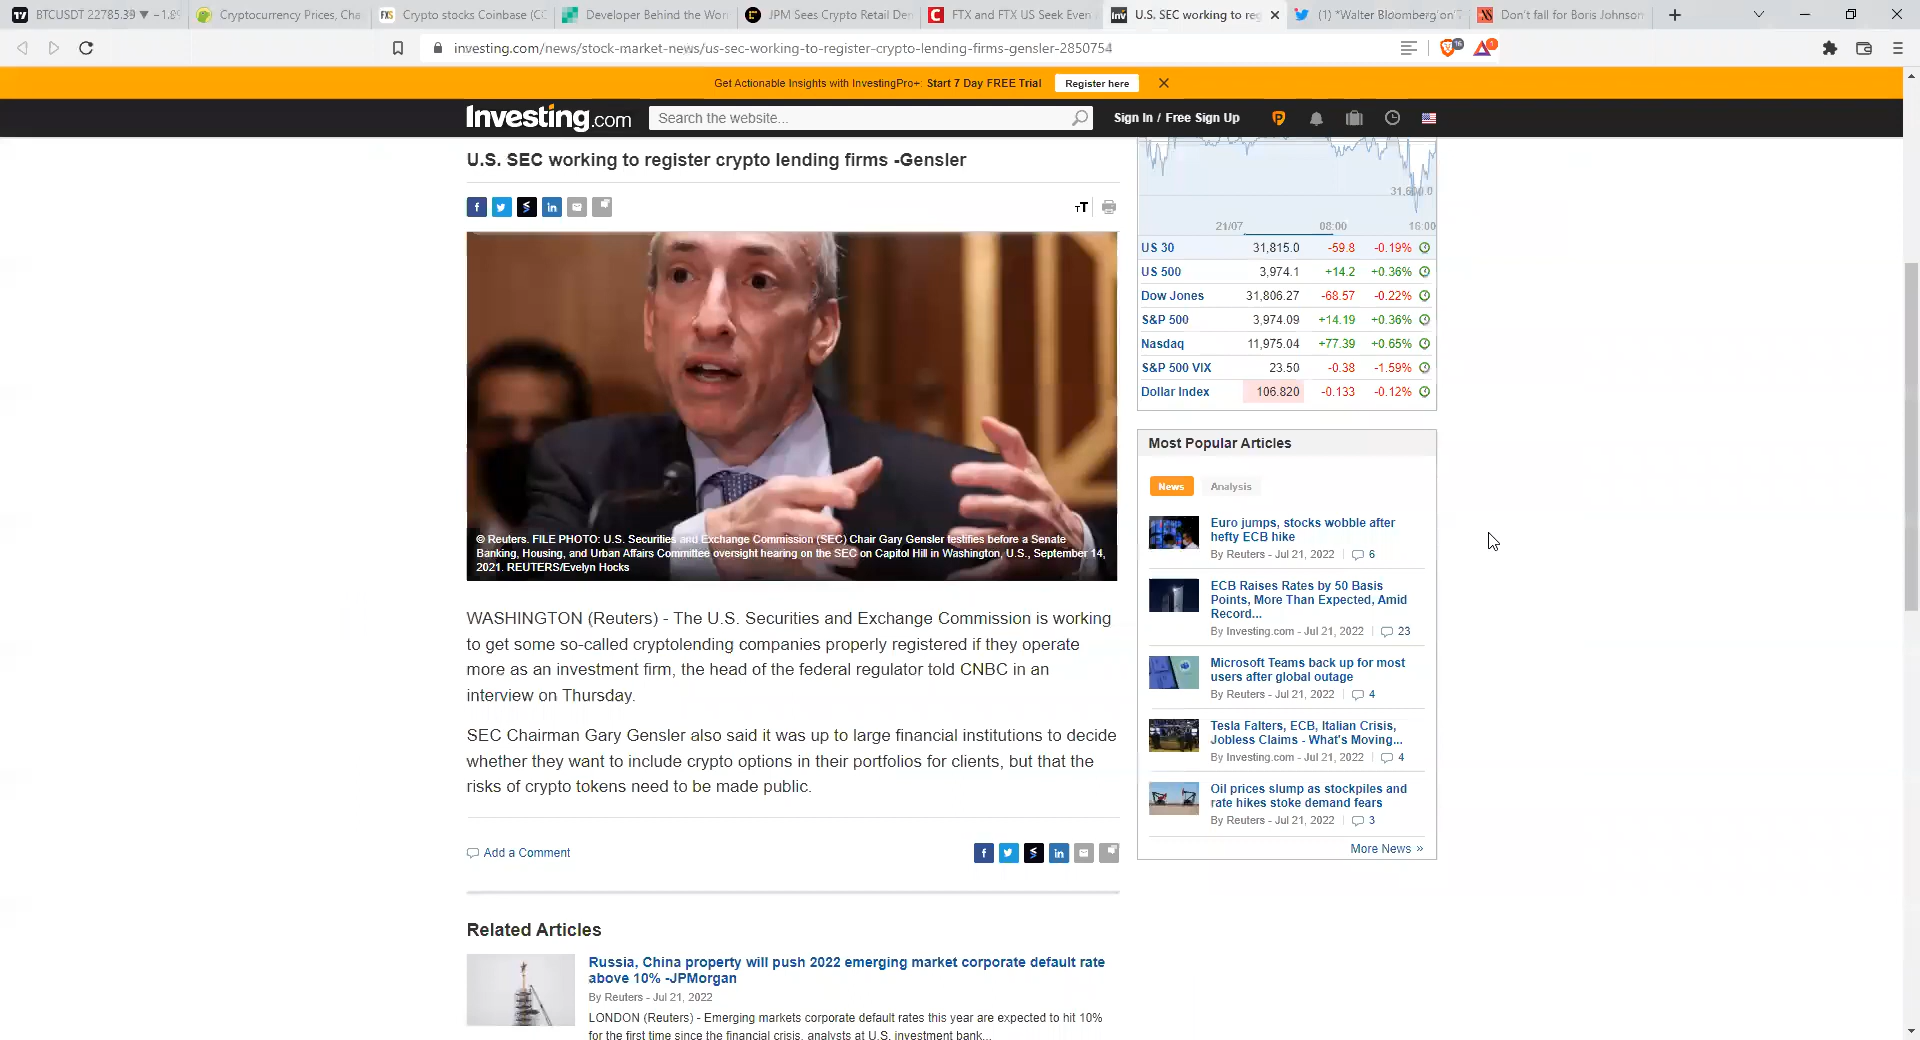 BTCUSDT 22785.39 ▼ −1.8%
Cryptocurrency Prices, Cha
Crypto stocks Coinbase (CO
Developer Behind the Wor
JPM Sees Crypto Retail De
FTX and FTX US Seek Even
U.S. SEC working to reg
(1) *Walter Bloomberg on
Don't fall for Boris Johnson
investing.com/news/stock-market-news/us-sec-working-to-register-crypto-lending-firms-gensler-2850754
Get Actionable Insights with InvestingPro+: Start 7 Day FREE Trial
Register here
Investing.com
Search the website...
Sign In / Free Sign Up
U.S. SEC working to register crypto lending firms -Gensler
© Reuters. FILE PHOTO: U.S. Securities and Exchange Commission (SEC) Chair Gary Gensler testifies before a Senate
Banking, Housing, and Urban Affairs Committee oversight hearing on the SEC on Capitol Hill in Washington, U.S., September 14,
2021. REUTERS/Evelyn Hocks
WASHINGTON (Reuters) - The U.S. Securities and Exchange Commission is working
to get some so-called cryptolending companies properly registered if they operate
more as an investment firm, the head of the federal regulator told CNBC in an
interview on Thursday.
SEC Chairman Gary Gensler also said it was up to large financial institutions to decide
whether they want to include crypto options in their portfolios for clients, but that the
risks of crypto tokens need to be made public.
Add a Comment
Related Articles
Russia, China property will push 2022 emerging market corporate default rate
above 10% -JPMorgan
By Reuters - Jul 21, 2022
LONDON (Reuters) - Emerging markets corporate default rates this year are expected to hit 10%
for the first time since the financial crisis, analysts at U.S. investment bank...
31,600.0
21/07 08:00 16:00
US 30 31,815.0 -59.8 -0.19%
US 500 3,974.1 +14.2 +0.36%
Dow Jones 31,806.27 -68.57 -0.22%
S&P 500 3,974.09 +14.19 +0.36%
Nasdaq 11,975.04 +77.39 +0.65%
S&P 500 VIX 23.50 -0.38 -1.59%
Dollar Index 106.820 -0.133 -0.12%
Most Popular Articles
News Analysis
Euro jumps, stocks wobble after
hefty ECB hike
By Reuters - Jul 21, 2022 | 6
ECB Raises Rates by 50 Basis
Points, More Than Expected, Amid
Record...
By Investing.com - Jul 21, 2022 | 23
Microsoft Teams back up for most
users after global outage
By Reuters - Jul 21, 2022 | 4
Tesla Falters, ECB, Italian Crisis,
Jobless Claims - What's Moving...
By Investing.com - Jul 21, 2022 | 4
Oil prices slump as stockpiles and
rate hikes stoke demand fears
By Reuters - Jul 21, 2022 | 3
More News »